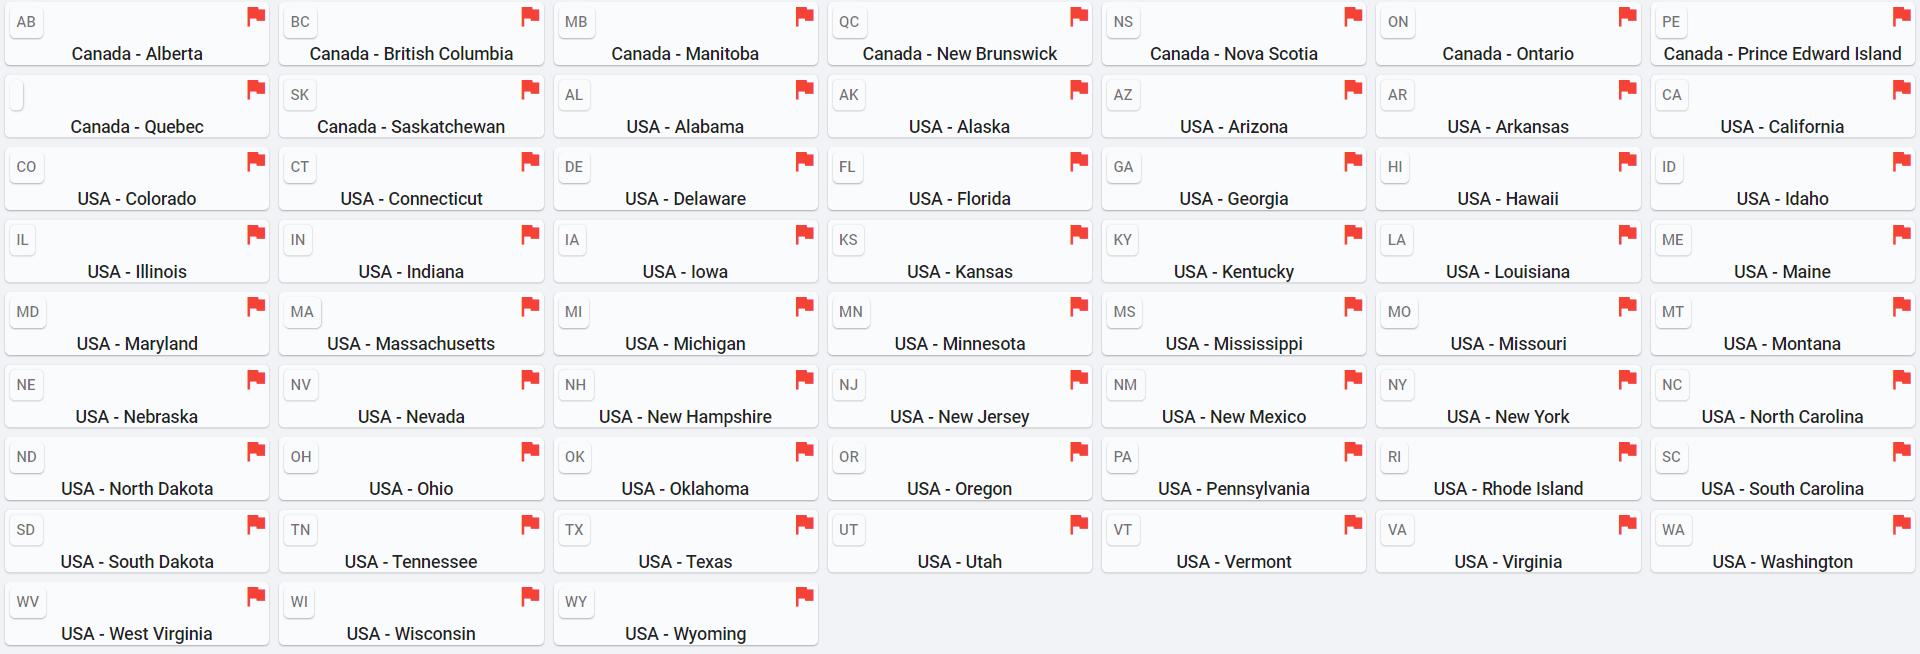 AB
Canada - Alberta
BC
Canada - British Columbia
MB
Canada - Manitoba
QC
Canada - New Brunswick
NS
Canada - Nova Scotia
ON
Canada - Ontario
PE
Canada - Prince Edward Island
Canada - Quebec
SK
Canada - Saskatchewan
AL
USA - Alabama
AK
USA - Alaska
AZ
USA - Arizona
AR
USA - Arkansas
CA
USA - California
CO
USA - Colorado
CT
USA - Connecticut
DE
USA - Delaware
FL
USA - Florida
GA
USA - Georgia
HI
USA - Hawaii
ID
USA - Idaho
IL
USA - Illinois
IN
USA - Indiana
IA
USA - Iowa
KS
USA - Kansas
KY
USA - Kentucky
LA
USA - Louisiana
ME
USA - Maine
MD
USA - Maryland
MA
USA - Massachusetts
MI
USA - Michigan
MN
USA - Minnesota
MS
USA - Mississippi
MO
USA - Missouri
MT
USA - Montana
NE
USA - Nebraska
NV
USA - Nevada
NH
USA - New Hampshire
NJ
USA - New Jersey
NM
USA - New Mexico
NY
USA - New York
NC
USA - North Carolina
ND
USA - North Dakota
OH
USA - Ohio
OK
USA - Oklahoma
OR
USA - Oregon
PA
USA - Pennsylvania
RI
USA - Rhode Island
SC
USA - South Carolina
SD
USA - South Dakota
TN
USA - Tennessee
TX
USA - Texas
UT
USA - Utah
VT
USA - Vermont
VA
USA - Virginia
WA
USA - Washington
WV
USA - West Virginia
WI
USA - Wisconsin
WY
USA - Wyoming